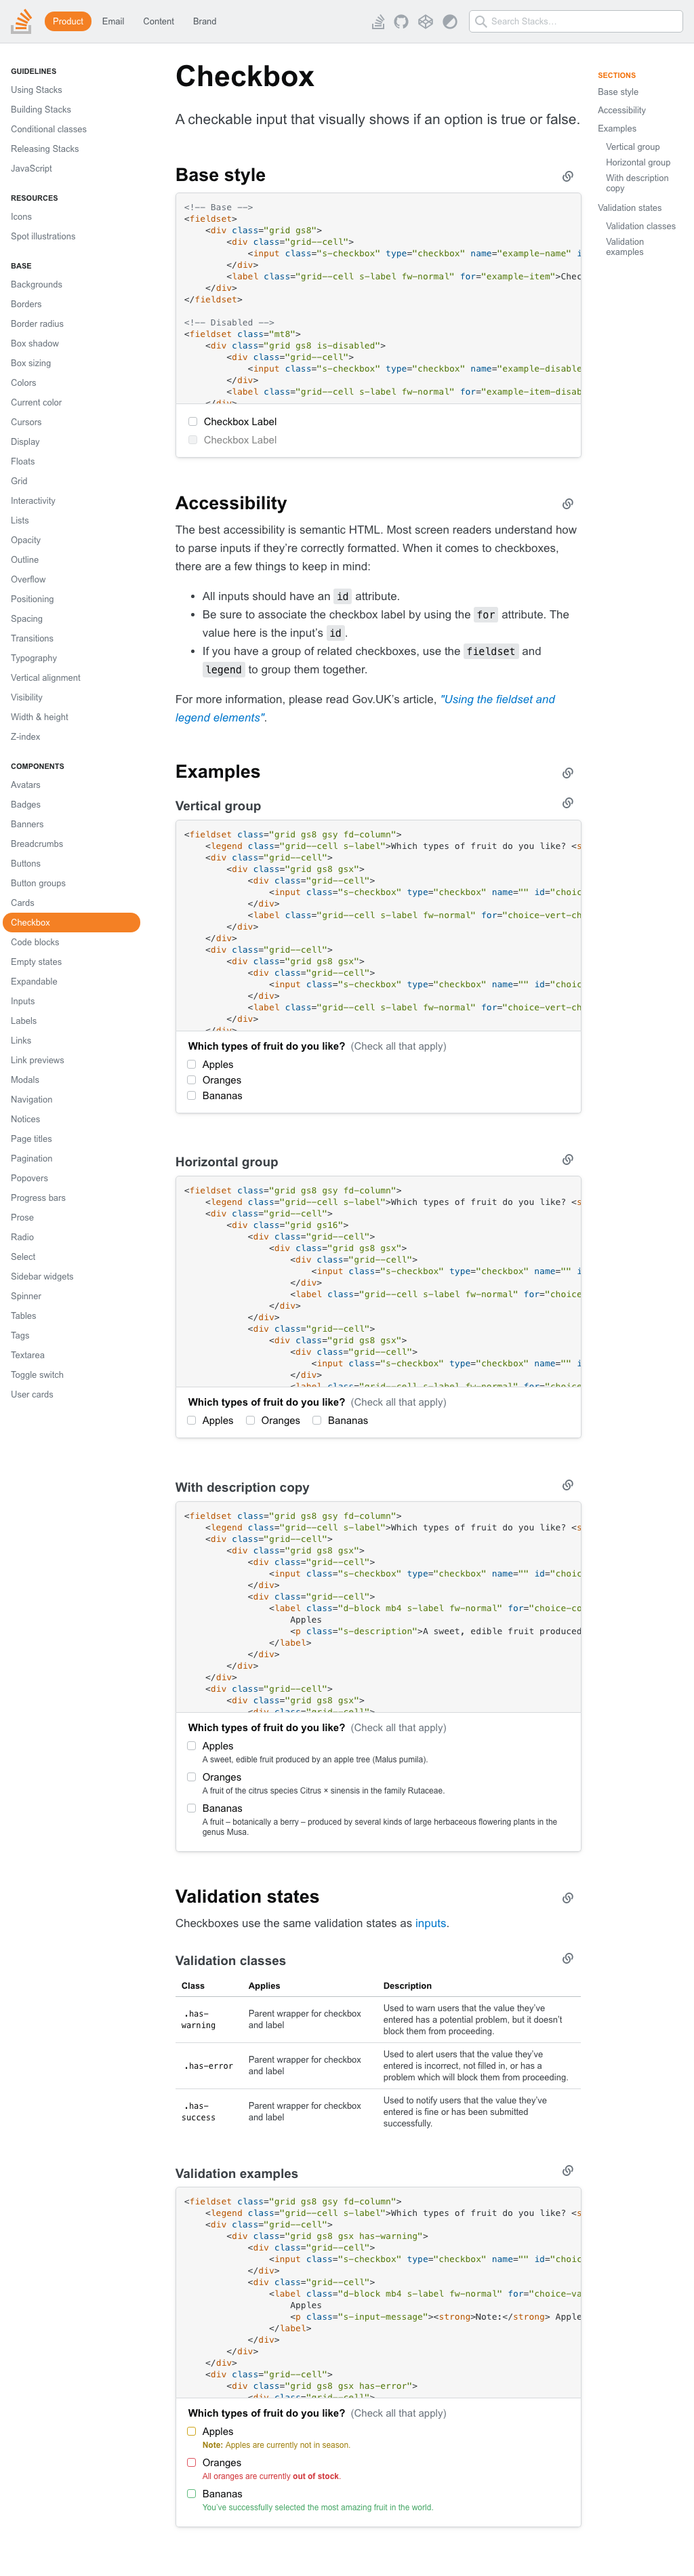 Product Email Content Brand
Search Stacks…
GUIDELINES
Using Stacks
Building Stacks
Conditional classes
Releasing Stacks
JavaScript
RESOURCES
Icons
Spot illustrations
BASE
Backgrounds
Borders
Border radius
Box shadow
Box sizing
Colors
Current color
Cursors
Display
Floats
Grid
Interactivity
Lists
Opacity
Outline
Overflow
Positioning
Spacing
Transitions
Typography
Vertical alignment
Visibility
Width & height
Z-index
COMPONENTS
Avatars
Badges
Banners
Breadcrumbs
Buttons
Button groups
Cards
Checkbox
Code blocks
Empty states
Expandable
Inputs
Labels
Links
Link previews
Modals
Navigation
Notices
Page titles
Pagination
Popovers
Progress bars
Prose
Radio
Select
Sidebar widgets
Spinner
Tables
Tags
Textarea
Toggle switch
User cards
Checkbox
A checkable input that visually shows if an option is true or false.
Base style
<!-- Base -->
<fieldset>
<div class="grid gs8">
<div class="grid--cell">
<input class="s-checkbox" type="checkbox" name="example-name" i
</div>
<label class="grid--cell s-label fw-normal" for="example-item">Chec
</div>
</fieldset>
<!-- Disabled -->
<fieldset class="mt8">
<div class="grid gs8 is-disabled">
<div class="grid--cell">
<input class="s-checkbox" type="checkbox" name="example-disable
</div>
<label class="grid--cell s-label fw-normal" for="example-item-disab
</div>
Checkbox Label
Checkbox Label
Accessibility
The best accessibility is semantic HTML. Most screen readers understand how
to parse inputs if they’re correctly formatted. When it comes to checkboxes,
there are a few things to keep in mind:
• All inputs should have an id attribute.
• Be sure to associate the checkbox label by using the for attribute. The
value here is the input’s id.
• If you have a group of related checkboxes, use the fieldset and
legend to group them together.
For more information, please read Gov.UK’s article, "Using the fieldset and
legend elements".
Examples
Vertical group
<fieldset class="grid gs8 gsy fd-column">
<legend class="grid--cell s-label">Which types of fruit do you like? <s
<div class="grid--cell">
<div class="grid gs8 gsx">
<div class="grid--cell">
<input class="s-checkbox" type="checkbox" name="" id="choic
</div>
<label class="grid--cell s-label fw-normal" for="choice-vert-ch
</div>
</div>
<div class="grid--cell">
<div class="grid gs8 gsx">
<div class="grid--cell">
<input class="s-checkbox" type="checkbox" name="" id="choic
</div>
<label class="grid--cell s-label fw-normal" for="choice-vert-ch
</div>
</div>
Which types of fruit do you like? (Check all that apply)
Apples
Oranges
Bananas
Horizontal group
<fieldset class="grid gs8 gsy fd-column">
<legend class="grid--cell s-label">Which types of fruit do you like? <s
<div class="grid--cell">
<div class="grid gs16">
<div class="grid--cell">
<div class="grid gs8 gsx">
<div class="grid--cell">
<input class="s-checkbox" type="checkbox" name="" i
</div>
<label class="grid--cell s-label fw-normal" for="choice
</div>
</div>
<div class="grid--cell">
<div class="grid gs8 gsx">
<div class="grid--cell">
<input class="s-checkbox" type="checkbox" name="" i
</div>
<label class="grid--cell s-label fw-normal" for="choice
Which types of fruit do you like? (Check all that apply)
Apples Oranges Bananas
With description copy
<fieldset class="grid gs8 gsy fd-column">
<legend class="grid--cell s-label">Which types of fruit do you like? <s
<div class="grid--cell">
<div class="grid gs8 gsx">
<div class="grid--cell">
<input class="s-checkbox" type="checkbox" name="" id="choic
</div>
<div class="grid--cell">
<label class="d-block mb4 s-label fw-normal" for="choice-co
Apples
<p class="s-description">A sweet, edible fruit produced
</label>
</div>
</div>
</div>
<div class="grid--cell">
<div class="grid gs8 gsx">
<div class="grid--cell">
Which types of fruit do you like? (Check all that apply)
Apples
A sweet, edible fruit produced by an apple tree (Malus pumila).
Oranges
A fruit of the citrus species Citrus × sinensis in the family Rutaceae.
Bananas
A fruit – botanically a berry – produced by several kinds of large herbaceous flowering plants in the
genus Musa.
Validation states
Checkboxes use the same validation states as inputs.
Validation classes
Class Applies Description
.has-warning Parent wrapper for checkbox and label Used to warn users that the value they’ve entered has a potential problem, but it doesn’t block them from proceeding.
.has-error Parent wrapper for checkbox and label Used to alert users that the value they’ve entered is incorrect, not filled in, or has a problem which will block them from proceeding.
.has-success Parent wrapper for checkbox and label Used to notify users that the value they’ve entered is fine or has been submitted successfully.
Validation examples
<fieldset class="grid gs8 gsy fd-column">
<legend class="grid--cell s-label">Which types of fruit do you like? <s
<div class="grid--cell">
<div class="grid gs8 gsx has-warning">
<div class="grid--cell">
<input class="s-checkbox" type="checkbox" name="" id="choic
</div>
<div class="grid--cell">
<label class="d-block mb4 s-label fw-normal" for="choice-va
Apples
<p class="s-input-message"><strong>Note:</strong> Apple
</label>
</div>
</div>
</div>
<div class="grid--cell">
<div class="grid gs8 gsx has-error">
<div class="grid--cell">
Which types of fruit do you like? (Check all that apply)
Apples
Note: Apples are currently not in season.
Oranges
All oranges are currently out of stock.
Bananas
You’ve successfully selected the most amazing fruit in the world.
SECTIONS
Base style
Accessibility
Examples
Vertical group
Horizontal group
With description
copy
Validation states
Validation classes
Validation
examples